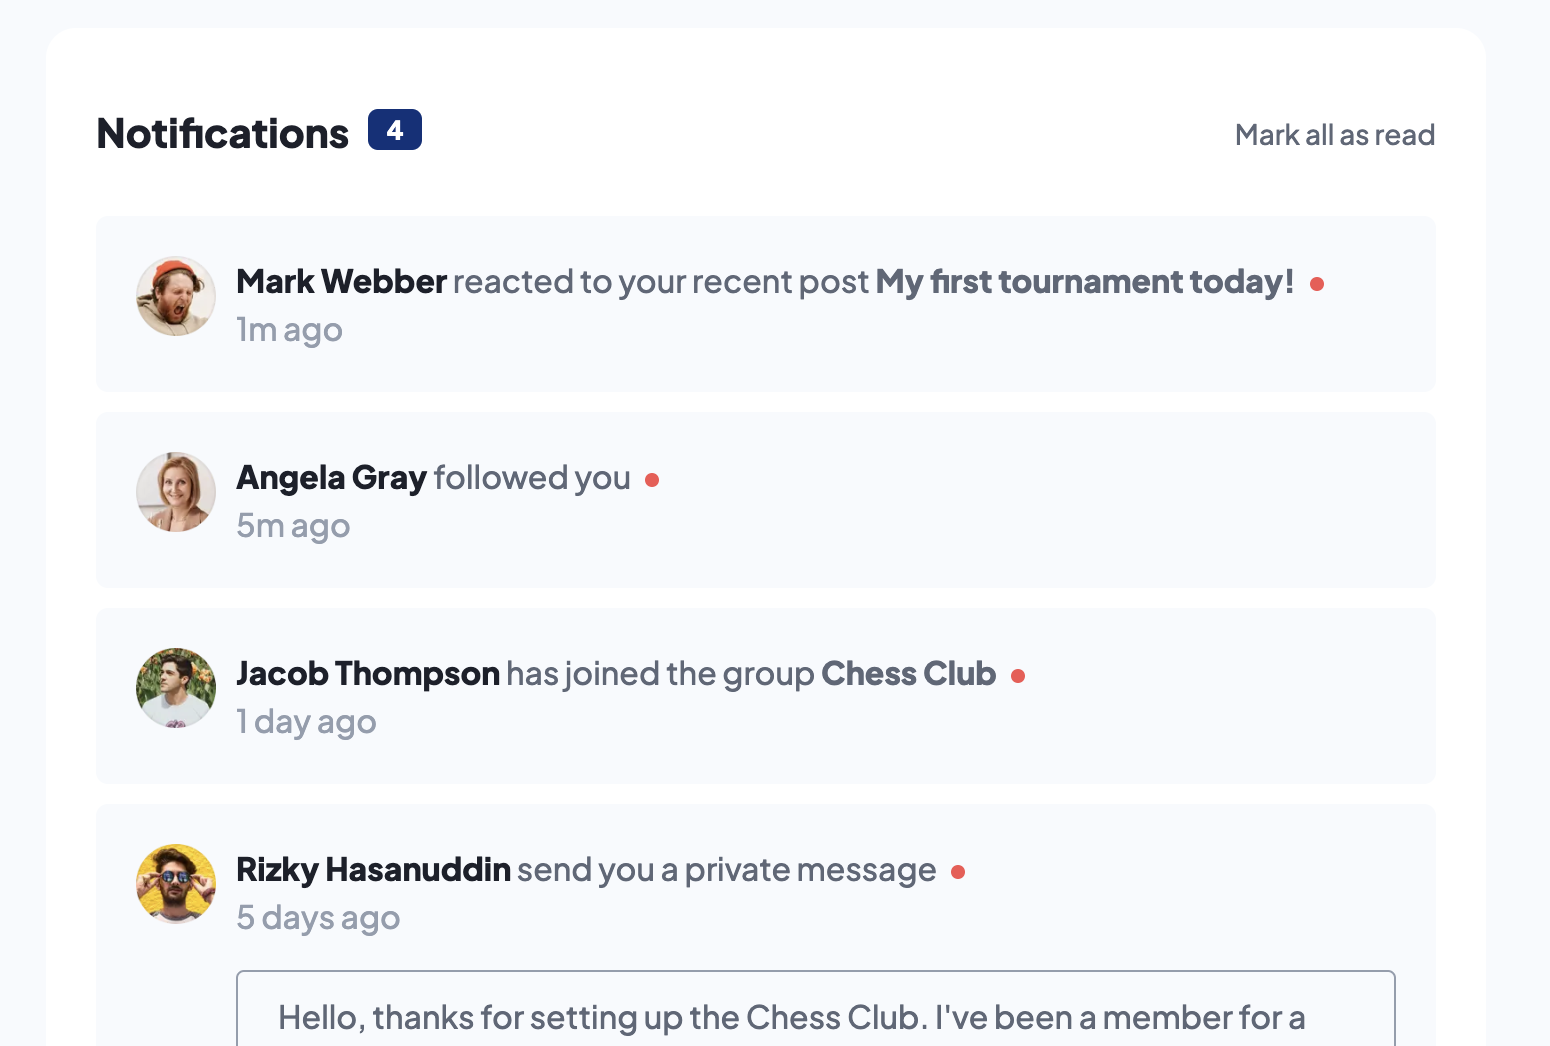 Notifications 4
Mark all as read
Mark Webber reacted to your recent post My first tournament today!
1m ago
Angela Gray followed you
5m ago
Jacob Thompson has joined the group Chess Club
1 day ago
Rizky Hasanuddin send you a private message
5 days ago
Hello, thanks for setting up the Chess Club. I've been a member for a